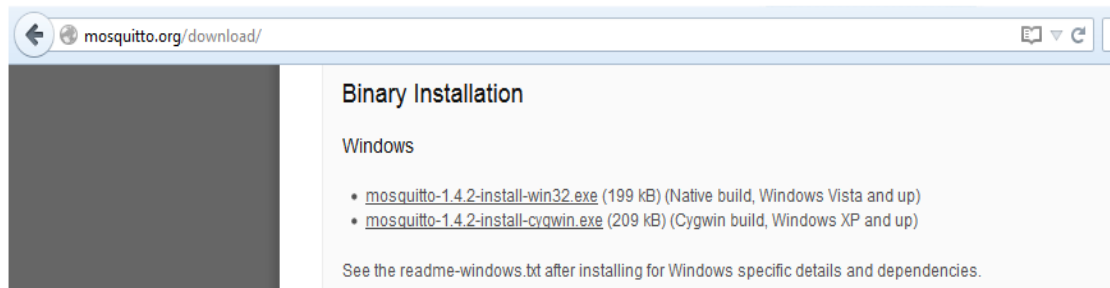 mosquitto.org/download/
Binary Installation
Windows
• mosquitto-1.4.2-install-win32.exe (199 kB) (Native build, Windows Vista and up)
• mosquitto-1.4.2-install-cygwin.exe (209 kB) (Cygwin build, Windows XP and up)
See the readme-windows.txt after installing for Windows specific details and dependencies.